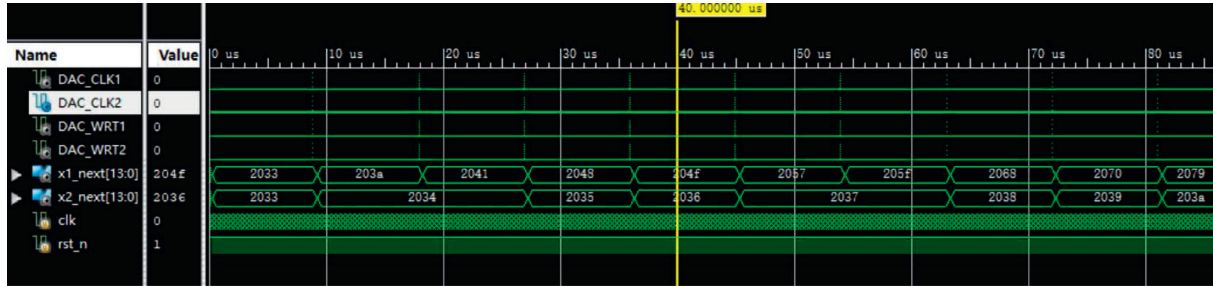 40.000000 us
Name Value 0 us 10 us 20 us 30 us 40 us 50 us 60 us 70 us 80 us
DAC_CLK1 0
DAC_CLK2 0
DAC_WRT1 0
DAC_WRT2 0
x1_next[13:0] 204f 2033 203a 2041 2048 204f 2057 205f 2068 2070 2079
x2_next[13:0] 2036 2033 2034 2035 2036 2037 2038 2039 203a
clk 0
rst_n 1